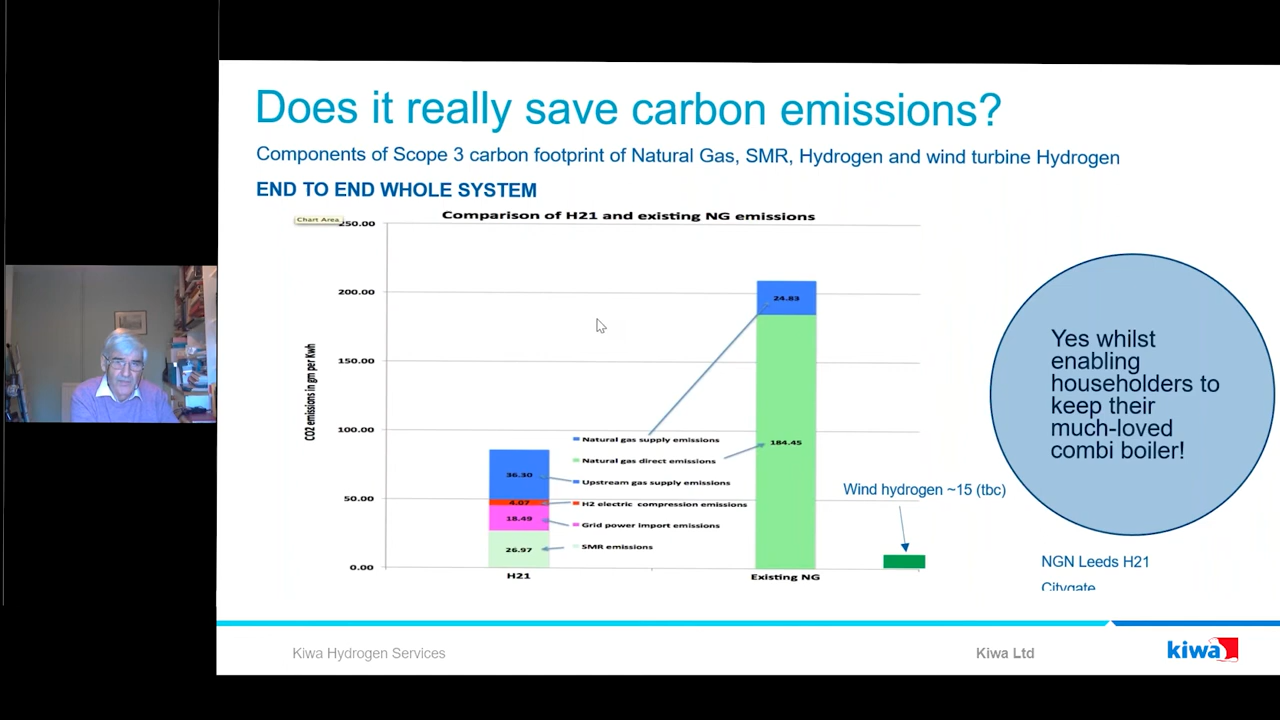 Does it really save carbon emissions?
Components of Scope 3 carbon footprint of Natural Gas, SMR, Hydrogen and wind turbine Hydrogen
END TO END WHOLE SYSTEM
Chart Area
Comparison of H21 and existing NG emissions
250.00
200.00
150.00
100.00
50.00
0.00
CO2 emissions in gm per Kwh
36.30
4.07
18.49
26.97
H21
Natural gas supply emissions
Natural gas direct emissions
Upstream gas supply emissions
H2 electric compression emissions
Grid power import emissions
SMR emissions
24.83
184.45
Existing NG
Wind hydrogen ~15 (tbc)
Yes whilst
enabling
householders to
keep their
much-loved
combi boiler!
NGN Leeds H21
Citygate
Kiwa Hydrogen Services
Kiwa Ltd
kiwa